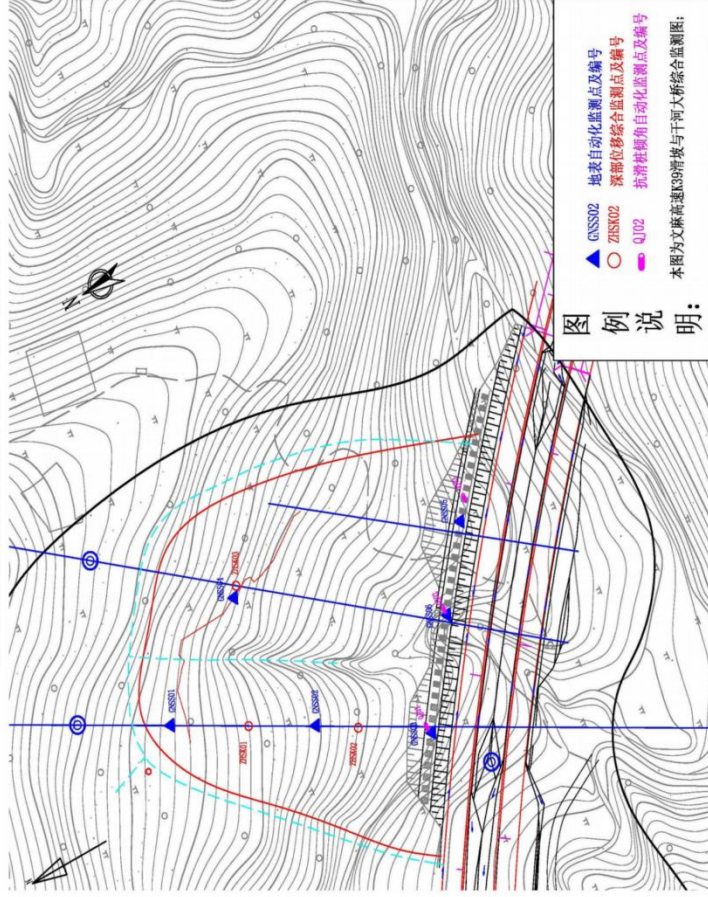 N
GNSS01
ZHSK01
GNSS02
ZHSK02
GNSS03
GNSS04
ZHSK03
GNSS05
GNSS06
图例说明:
GNSS02 地表自动化监测点及编号
ZHSK02 深部位移综合监测点及编号
QJ02 抗滑桩倾角自动化监测点及编号
本图为文麻高速K39滑坡与干河大桥综合监测图;